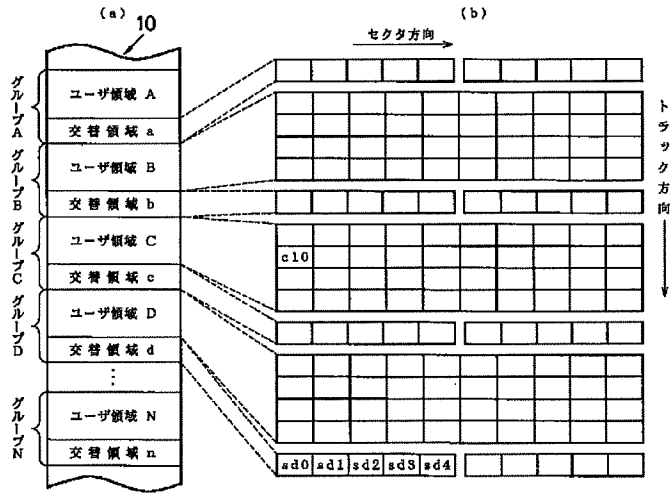 (a)
10
グループA
ユーザ領域 A
交替領域 a
グループB
ユーザ領域 B
交替領域 b
グループC
ユーザ領域 C
交替領域 c
グループD
ユーザ領域 D
交替領域 d
⋮
グループN
ユーザ領域 N
交替領域 n
(b)
セクタ方向
トラック方向
c10
sd0 sd1 sd2 sd3 sd4